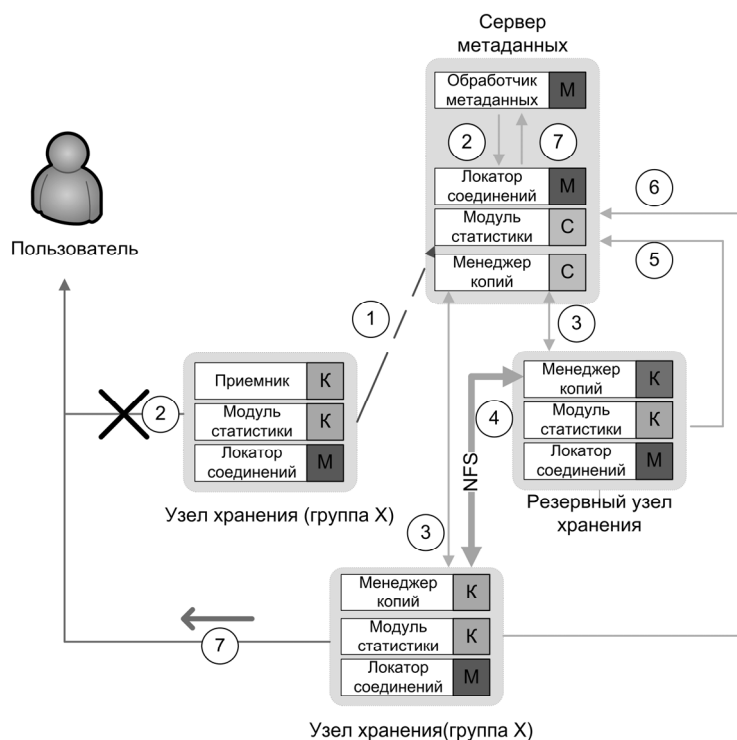 Сервер
метаданных
Обработчик
метаданных
М
2
7
Локатор
соединений
М
Модуль
статистики
С
Менеджер
копий
С
6
5
Пользователь
1
3
Приемник
К
Модуль
статистики
К
Локатор
соединений
М
2
Узел хранения (группа X)
Менеджер
копий
К
Модуль
статистики
К
Локатор
соединений
М
4
NFS
Резервный узел
хранения
3
Менеджер
копий
К
Модуль
статистики
К
Локатор
соединений
М
7
Узел хранения(группа X)